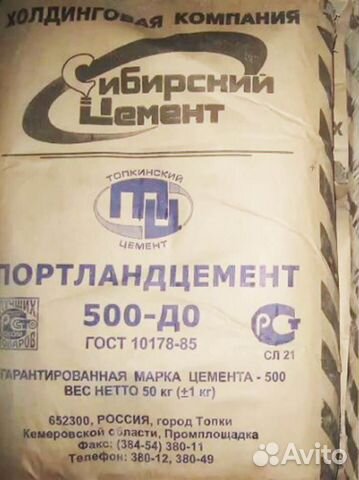 ХОЛДИНГОВАЯ КОМПАНИЯ
Сибирский
Цемент
ТОПКИНСКИЙ
ТЦ
ЦЕМЕНТ
ПОРТЛАНДЦЕМЕНТ
500-Д0
ГОСТ 10178-85
РСТ
СЛ 21
ГАРАНТИРОВАННАЯ МАРКА ЦЕМЕНТА - 500
ВЕС НЕТТО 50 кг (±1 кг)
652300, РОССИЯ, город Топки
Кемеровской области, Промплощадка
Факс: (384-54) 380-11
Телефон: 380-12, 380-49
Avito